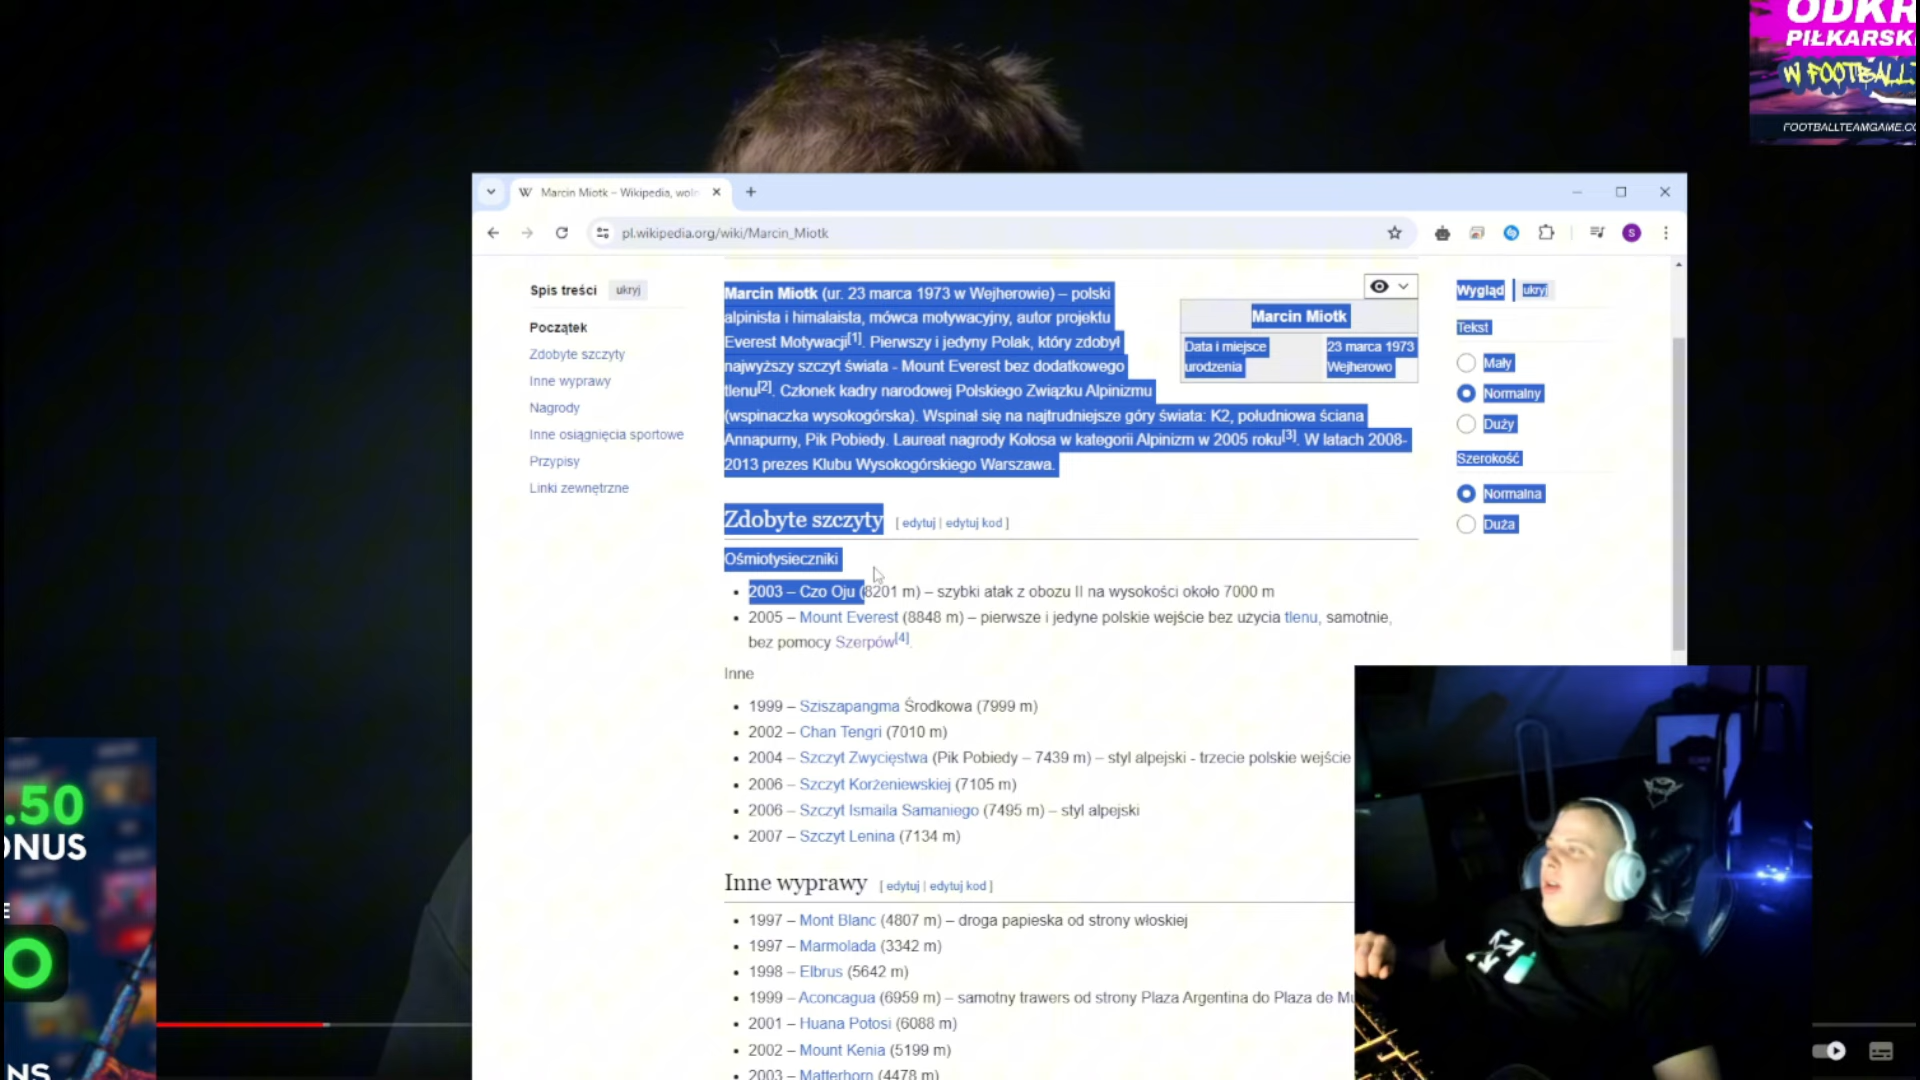 ODKR
PIŁKARSK
W FOOTBALL
FOOTBALLTEAMGAME.CO
Marcin Miotk – Wikipedia, woln
pl.wikipedia.org/wiki/Marcin_Miotk
S
Spis treści ukryj
Początek
Zdobyte szczyty
Inne wyprawy
Nagrody
Inne osiągnięcia sportowe
Przypisy
Linki zewnętrzne
Marcin Miotk (ur. 23 marca 1973 w Wejherowie) – polski
alpinista i himalaista, mówca motywacyjny, autor projektu
Everest Motywacji[1]. Pierwszy i jedyny Polak, który zdobył
najwyższy szczyt świata - Mount Everest bez dodatkowego
tlenu[2]. Członek kadry narodowej Polskiego Związku Alpinizmu
(wspinaczka wysokogórska). Wspinał się na najtrudniejsze góry świata: K2, południowa ściana
Annapurny, Pik Pobiedy. Laureat nagrody Kolosa w kategorii Alpinizm w 2005 roku[3]. W latach 2008-
2013 prezes Klubu Wysokogórskiego Warszawa.
Marcin Miotk
Data i miejsce
urodzenia
23 marca 1973
Wejherowo
Zdobyte szczyty [ edytuj | edytuj kod ]
Ośmiotysieczniki
2003 – Czo Oju (8201 m) – szybki atak z obozu II na wysokości około 7000 m
2005 – Mount Everest (8848 m) – pierwsze i jedyne polskie wejście bez użycia tlenu, samotnie,
bez pomocy Szerpów[4].
Inne
1999 – Sziszapangma Środkowa (7999 m)
2002 – Chan Tengri (7010 m)
2004 – Szczyt Zwycięstwa (Pik Pobiedy – 7439 m) – styl alpejski - trzecie polskie wejście
2006 – Szczyt Korżeniewskiej (7105 m)
2006 – Szczyt Ismaila Samaniego (7495 m) – styl alpejski
2007 – Szczyt Lenina (7134 m)
Inne wyprawy [ edytuj | edytuj kod ]
1997 – Mont Blanc (4807 m) – droga papieska od strony włoskiej
1997 – Marmolada (3342 m)
1998 – Elbrus (5642 m)
1999 – Aconcagua (6959 m) – samotny trawers od strony Plaza Argentina do Plaza de Mu
2001 – Huana Potosi (6088 m)
2002 – Mount Kenia (5199 m)
2003 – Matterhorn (4478 m)
Wygląd ukryj
Tekst
Mały
Normalny
Duży
Szerokość
Normalna
Duża
.50
ONUS
E
O
NS